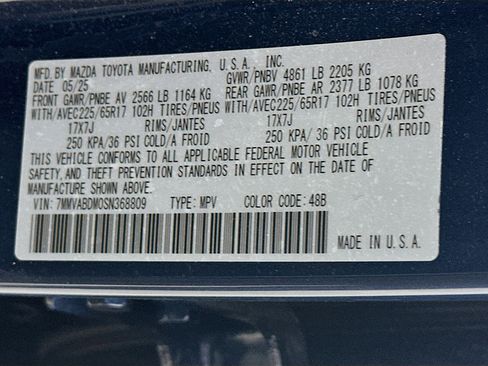 MFD. BY MAZDA TOYOTA MANUFACTURING, U.S.A., INC.
DATE 05/25 GVWR/PNBV 4861 LB 2205 KG
FRONT GAWR/PNBE AV 2566 LB 1164 KG REAR GAWR/PNBE AR 2377 LB 1078 KG
WITH/AVEC225/65R17 102H TIRES/PNEUS WITH/AVEC225/65R17 102H TIRES/PNEUS
17X7J RIMS/JANTES 17X7J RIMS/JANTES
250 KPA/36 PSI COLD/A FROID 250 KPA/36 PSI COLD/A FROID
THIS VEHICLE CONFORMS TO ALL APPLICABLE FEDERAL MOTOR VEHICLE
SAFETY, AND THEFT PREVENTION STANDARDS IN EFFECT ON THE DATE OF
MANUFACTURE SHOWN ABOVE.
VIN: 7MMVABDM0SN368809 TYPE: MPV COLOR CODE: 48B
MADE IN U.S.A.